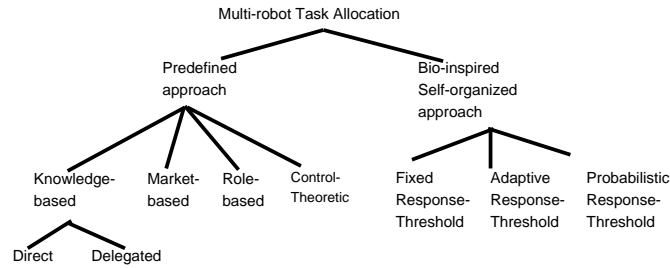 Multi-robot Task Allocation
Predefined
approach
Bio-inspired
Self-organized
approach
Knowledge-
based
Market-
based
Role-
based
Control-
Theoretic
Fixed
Response-
Threshold
Adaptive
Response-
Threshold
Probabilistic
Response-
Threshold
Direct
Delegated